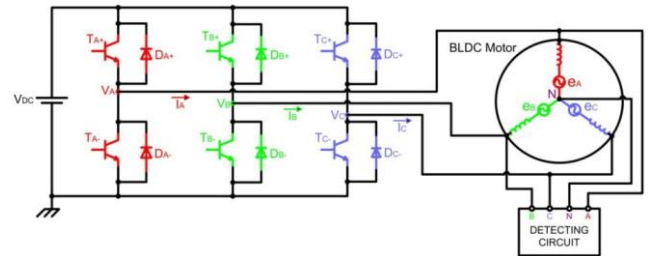 TA+
DA+
TB+
DB+
TC+
DC+
BLDC Motor
VDC
VA
IA
VB
IB
VC
IC
eA
N
eB
eC
TA-
DA-
TB-
DB-
TC-
DC-
B C N A
DETECTING
CIRCUIT